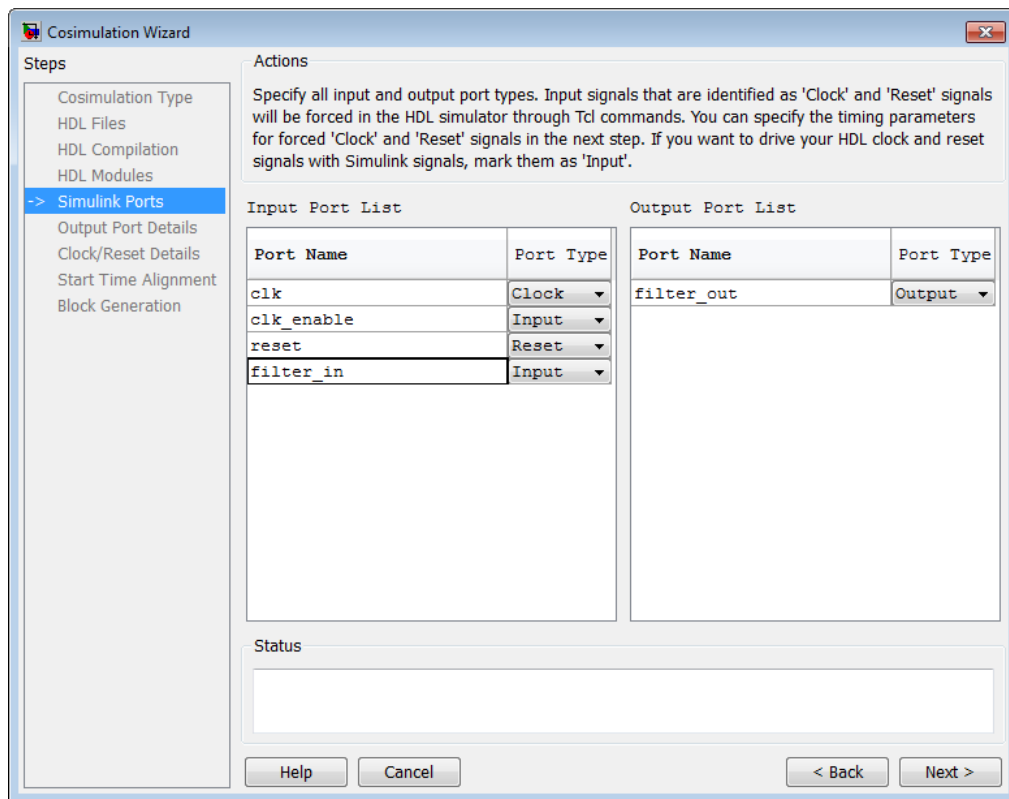 Cosimulation Wizard
Steps
Cosimulation Type
HDL Files
HDL Compilation
HDL Modules
-> Simulink Ports
Output Port Details
Clock/Reset Details
Start Time Alignment
Block Generation
Actions
Specify all input and output port types. Input signals that are identified as 'Clock' and 'Reset' signals
will be forced in the HDL simulator through Tcl commands. You can specify the timing parameters
for forced 'Clock' and 'Reset' signals in the next step. If you want to drive your HDL clock and reset
signals with Simulink signals, mark them as 'Input'.
Input Port List
Port Name Port Type
clk Clock
clk_enable Input
reset Reset
filter_in Input
Output Port List
Port Name Port Type
filter_out Output
Status
Help Cancel < Back Next >